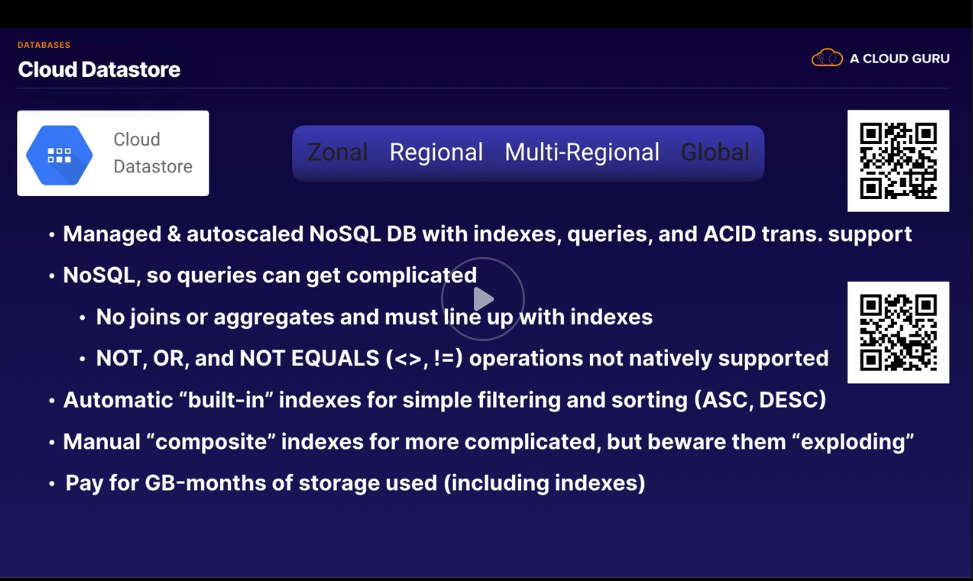 DATABASES
Cloud Datastore
A CLOUD GURU
Cloud
Datastore
Zonal Regional Multi-Regional Global
• Managed & autoscaled NoSQL DB with indexes, queries, and ACID trans. support
• NoSQL, so queries can get complicated
• No joins or aggregates and must line up with indexes
• NOT, OR, and NOT EQUALS (<>, !=) operations not natively supported
• Automatic “built-in” indexes for simple filtering and sorting (ASC, DESC)
• Manual “composite” indexes for more complicated, but beware them “exploding”
• Pay for GB-months of storage used (including indexes)